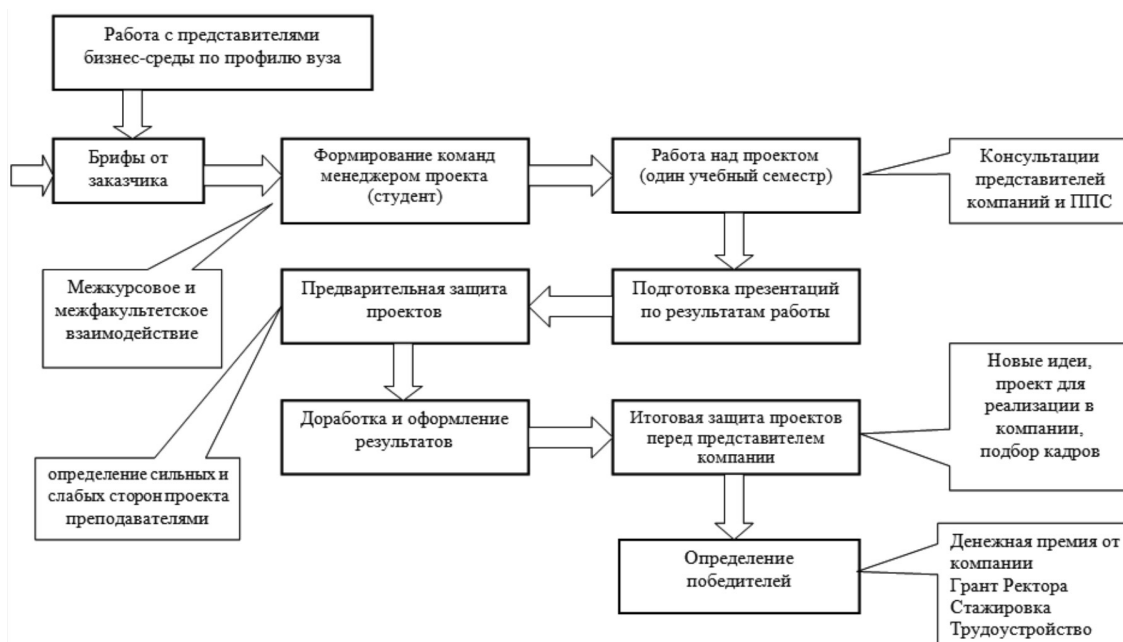 Работа с представителями
бизнес-среды по профилю вуза
Брифы от
заказчика
Формирование команд
менеджером проекта
(студент)
Работа над проектом
(один учебный семестр)
Консультации
представителей
компаний и ППС
Межкурсовое и
межфакультетское
взаимодействие
Предварительная защита
проектов
Подготовка презентаций
по результатам работы
Новые идеи,
проект для
реализации в
компании,
подбор кадров
Доработка и оформление
результатов
Итоговая защита проектов
перед представителем
компании
определение сильных и
слабых сторон проекта
преподавателями
Определение
победителей
Денежная премия от
компании
Грант Ректора
Стажировка
Трудоустройство